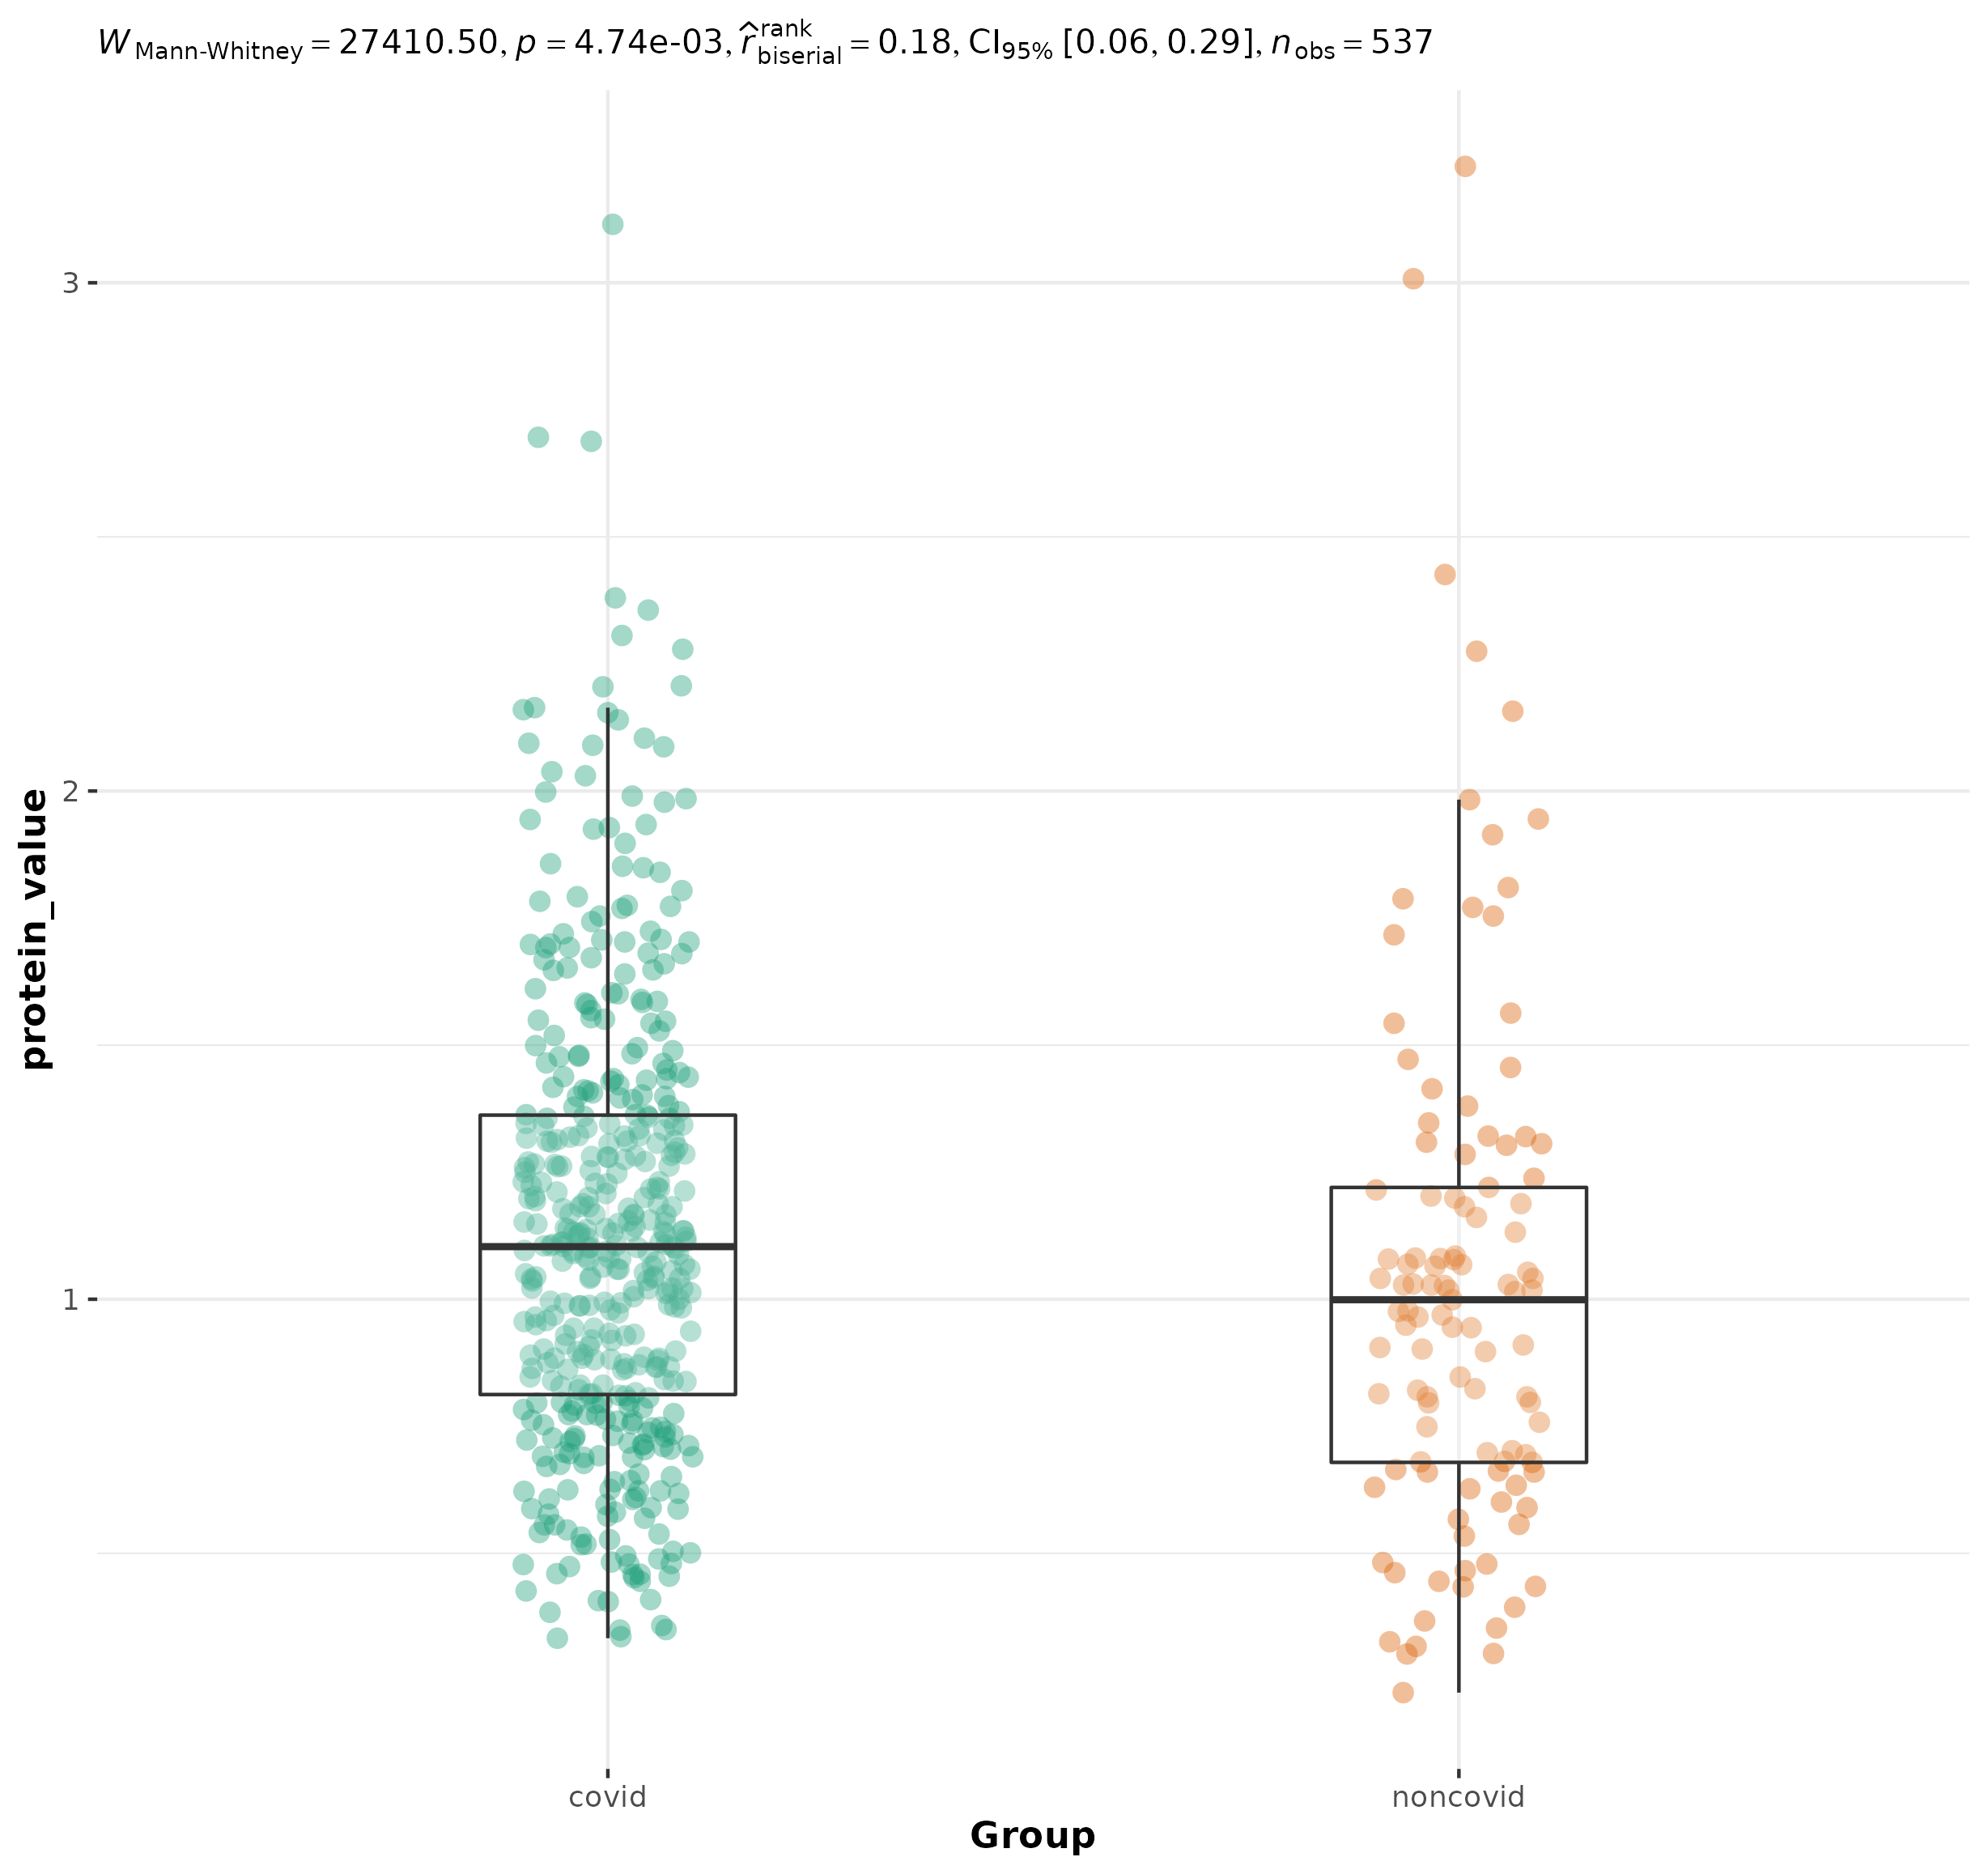 W Mann-Whitney = 27410.50, p = 4.74e-03, r̂ rank biserial = 0.18, CI95% [0.06, 0.29], n obs = 537
3
2
1
protein_value
covid noncovid
Group